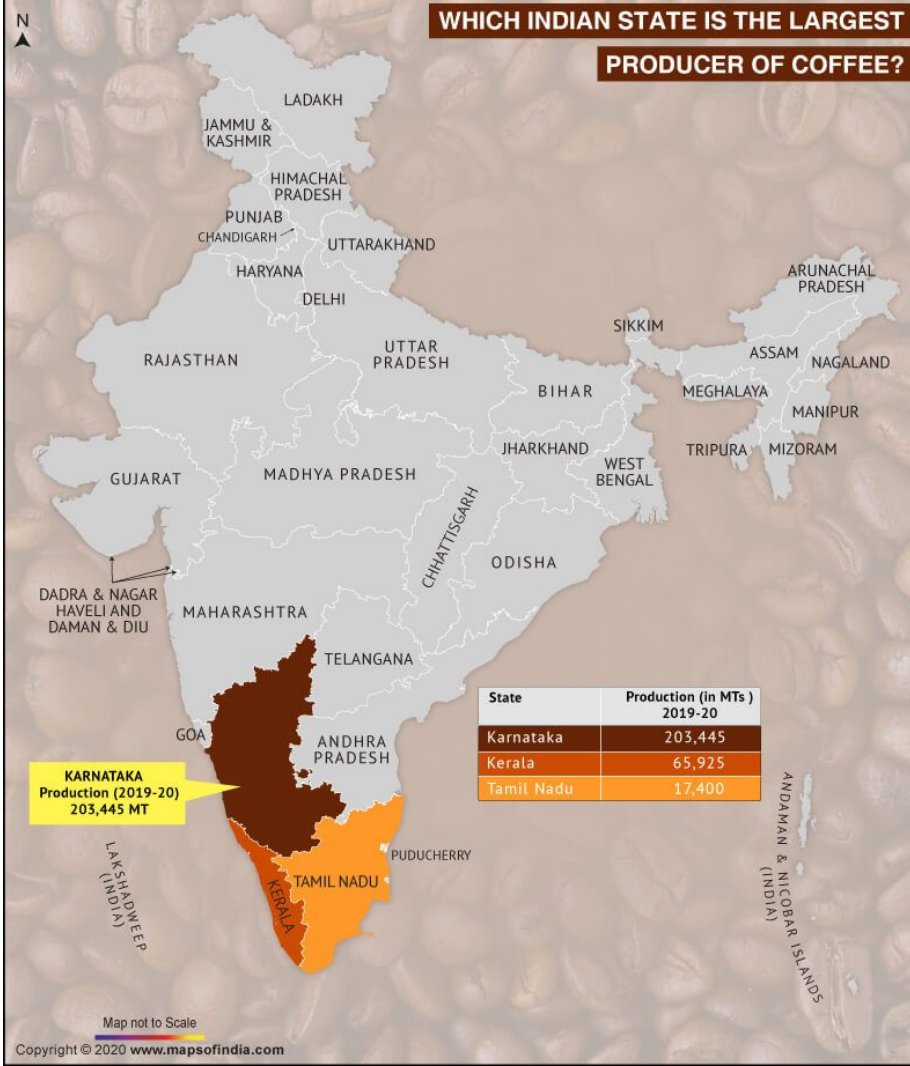 N
WHICH INDIAN STATE IS THE LARGEST
PRODUCER OF COFFEE?
LADAKH
JAMMU &
KASHMIR
HIMACHAL
PRADESH
PUNJAB
CHANDIGARH
UTTARAKHAND
HARYANA
DELHI
ARUNACHAL
PRADESH
SIKKIM
RAJASTHAN
UTTAR
PRADESH
ASSAM
NAGALAND
BIHAR
MEGHALAYA
MANIPUR
JHARKHAND
TRIPURA
MIZORAM
GUJARAT
MADHYA PRADESH
WEST
BENGAL
CHHATTISGARH
ODISHA
DADRA & NAGAR
HAVELI AND
DAMAN & DIU
MAHARASHTRA
TELANGANA
GOA
ANDHRA
PRADESH
State Production (in MTs )
2019-20
Karnataka 203,445
Kerala 65,925
Tamil Nadu 17,400
KARNATAKA
Production (2019-20)
203,445 MT
LAKSHADWEEP
(INDIA)
KERALA
TAMIL NADU
PUDUCHERRY
ANDAMAN & NICOBAR ISLANDS
(INDIA)
Map not to Scale
Copyright © 2020 www.mapsofindia.com